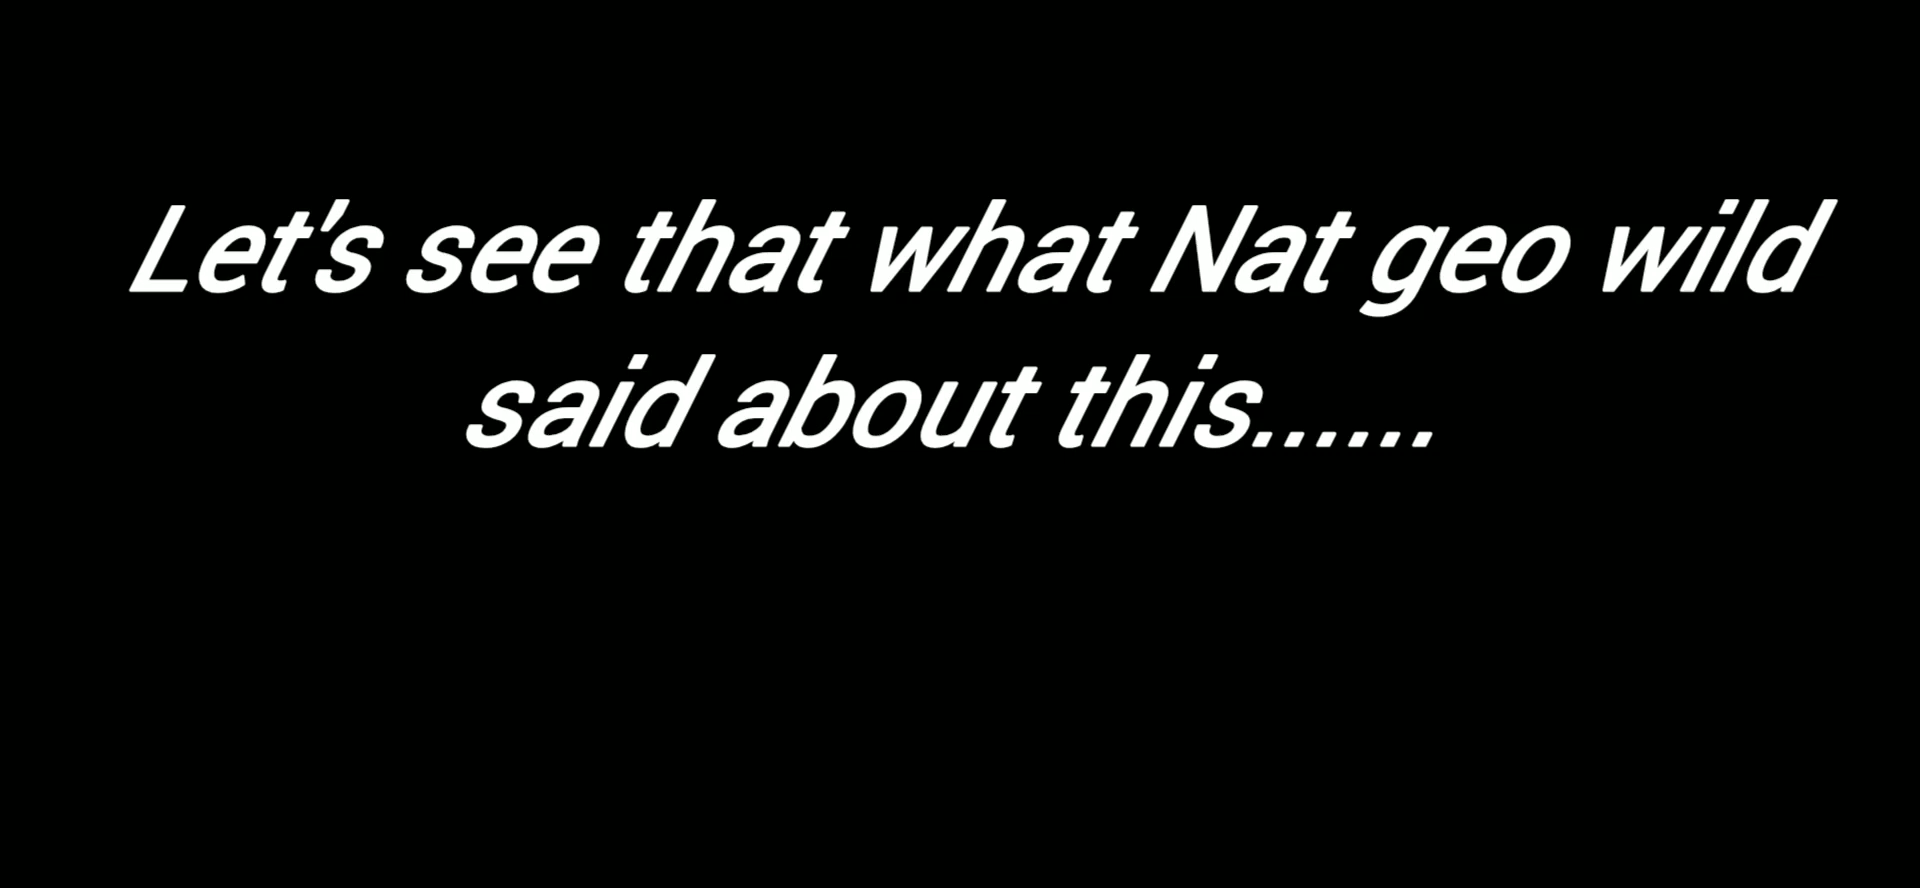 Let's see that what Nat geo wild
said about this......